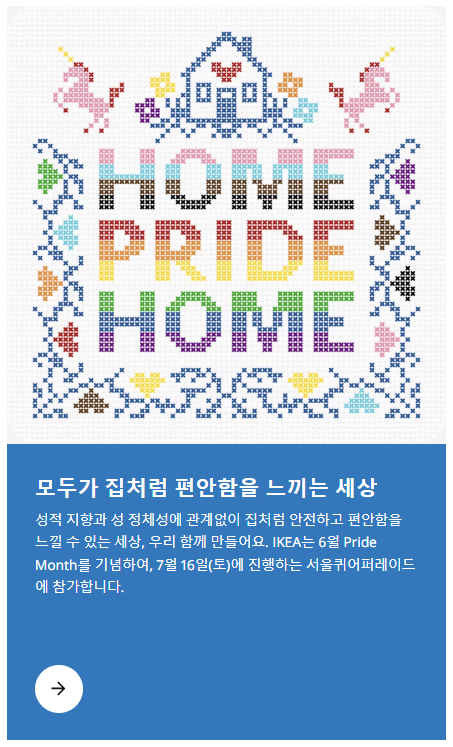 HOME
PRIDE
HOME
모두가 집처럼 편안함을 느끼는 세상
성적 지향과 성 정체성에 관계없이 집처럼 안전하고 편안함을
느낄 수 있는 세상, 우리 함께 만들어요. IKEA는 6월 Pride
Month를 기념하여, 7월 16일(토)에 진행하는 서울퀴어퍼레이드
에 참가합니다.